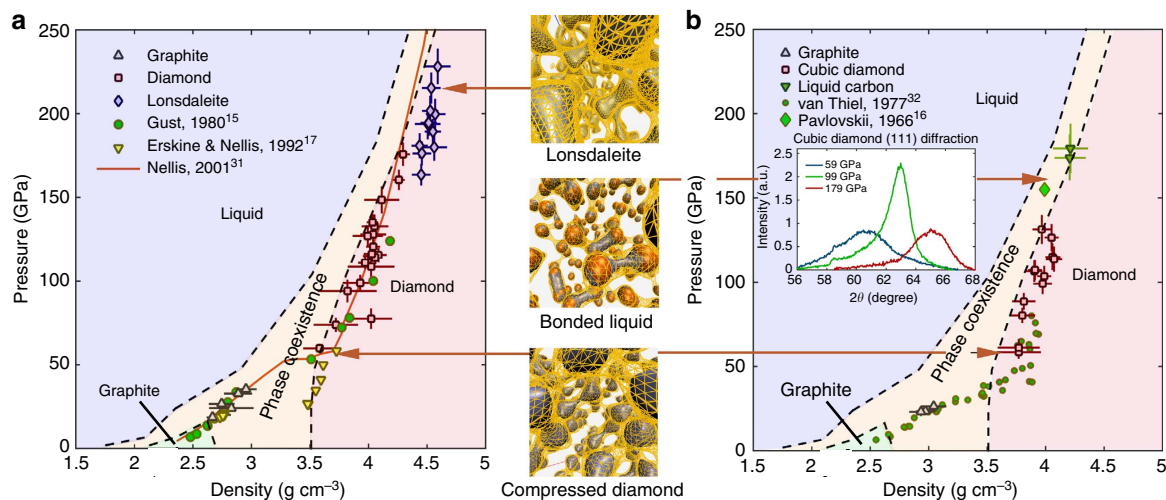 a
Pressure (GPa)
250
200
150
100
50
0
1.5
2
2.5
3
3.5
4
4.5
5
Density (g cm⁻³)
Graphite
Diamond
Lonsdaleite
Gust, 1980¹⁵
Erskine & Nellis, 1992¹⁷
Nellis, 2001³¹
Liquid
Phase coexistence
Diamond
Graphite
Lonsdaleite
Bonded liquid
Compressed diamond
b
Pressure (GPa)
250
200
150
100
50
0
1.5
2
2.5
3
3.5
4
4.5
5
Density (g cm⁻³)
Graphite
Cubic diamond
Liquid carbon
van Thiel, 1977³²
Pavlovskii, 1966¹⁶
Liquid
Cubic diamond (111) diffraction
Intensity (a.u.)
2.5
2
1.5
1
0.5
0
59 GPa
99 GPa
179 GPa
56
58
60
62
64
66
68
2θ (degree)
Phase coexistence
Diamond
Graphite